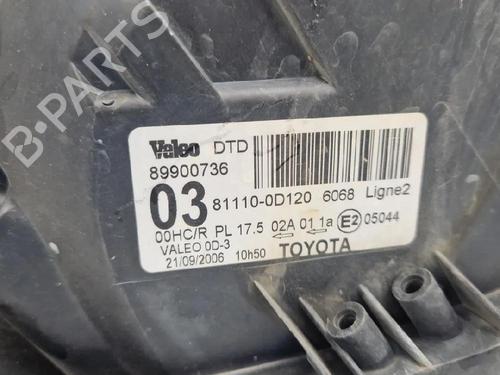 B-PARTS
Valeo DTD
89900736
03 81110-0D120 6068 Ligne2
00HC/R PL 17.5 02A 01 1a E2 05044
VALEO 0D-3
21/09/2006 10h50 TOYOTA